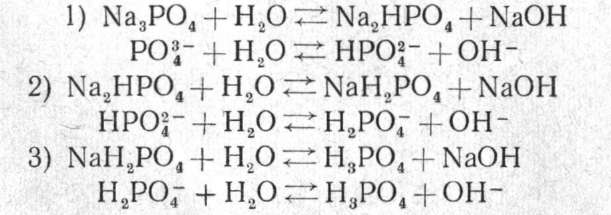 1) Na₃PO₄ + H₂O ⇄ Na₂HPO₄ + NaOH
PO₄³⁻ + H₂O ⇄ HPO₄²⁻ + OH⁻
2) Na₂HPO₄ + H₂O ⇄ NaH₂PO₄ + NaOH
HPO₄²⁻ + H₂O ⇄ H₂PO₄⁻ + OH⁻
3) NaH₂PO₄ + H₂O ⇄ H₃PO₄ + NaOH
H₂PO₄⁻ + H₂O ⇄ H₃PO₄ + OH⁻